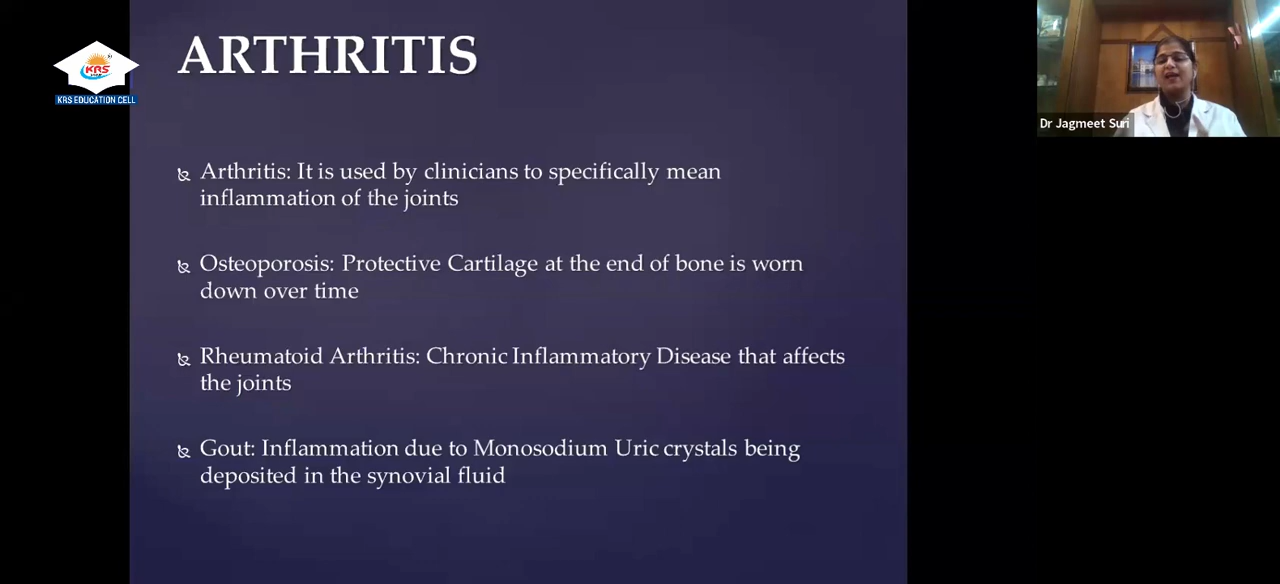 ARTHRITIS
KRS
KRS EDUCATION CELL
Dr Jagmeet Suri
Arthritis: It is used by clinicians to specifically mean
inflammation of the joints
Osteoporosis: Protective Cartilage at the end of bone is worn
down over time
Rheumatoid Arthritis: Chronic Inflammatory Disease that affects
the joints
Gout: Inflammation due to Monosodium Uric crystals being
deposited in the synovial fluid